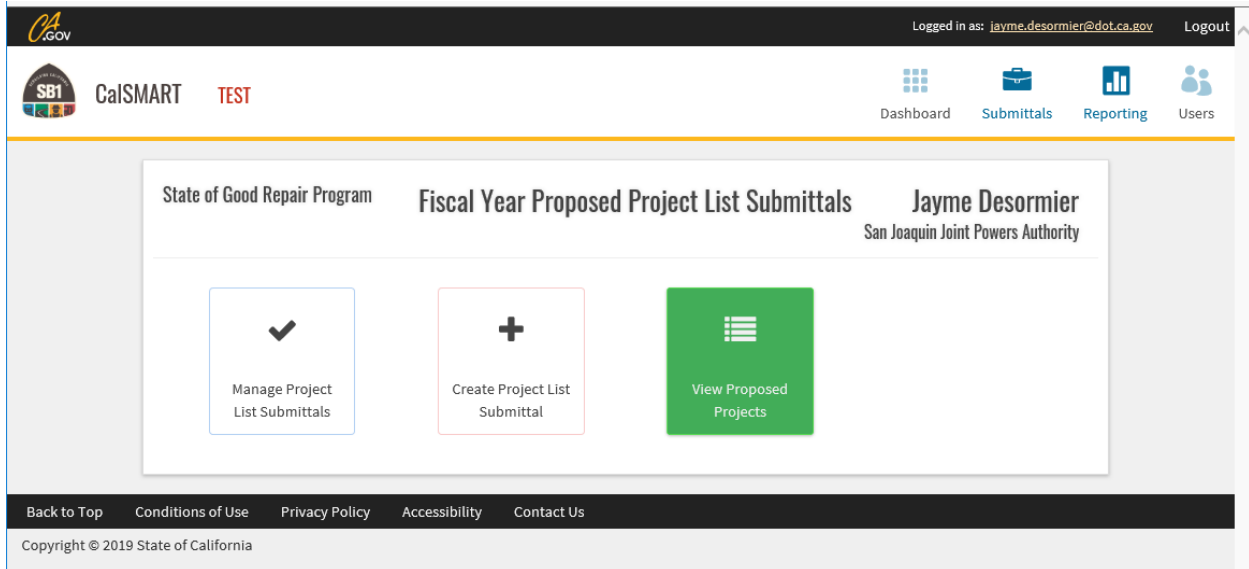 CA
.GOV
Logged in as: jayme.desormier@dot.ca.gov
Logout
SB1
CalSMART
TEST
Dashboard
Submittals
Reporting
Users
State of Good Repair Program
Fiscal Year Proposed Project List Submittals
Jayme Desormier
San Joaquin Joint Powers Authority
Manage Project
List Submittals
Create Project List
Submittal
View Proposed
Projects
Back to Top
Conditions of Use
Privacy Policy
Accessibility
Contact Us
Copyright © 2019 State of California